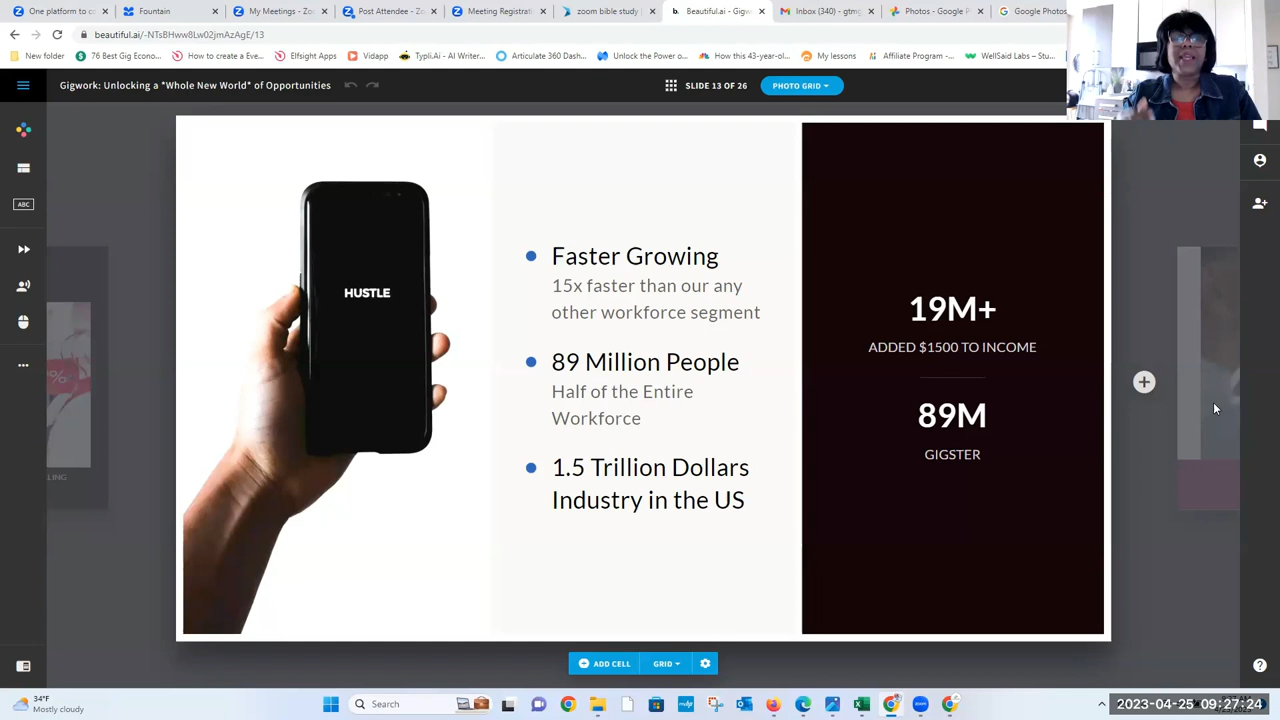 One platform to c
Fountain
My Meetings - Zo
Post Attendee - Zo
Meeting Registrati
zoom bible study
Beautiful.ai - Gigw
Inbox (340) - gtmg
Photos - Google P
Google Photos
beautiful.ai/-NTsBHww8Lw02jmAzAgE/13
New folder
76 Best Gig Econo...
How to create a Eve...
Elfsight Apps
Vidapp
Typli.Ai - AI Writer...
Articulate 360 Dash...
Unlock the Power o...
How this 43-year-ol...
My lessons
Affiliate Program -...
WellSaid Labs – Stu...
Gigwork: Unlocking a *Whole New World* of Opportunities
SLIDE 13 OF 26
PHOTO GRID
ABC
HUSTLE
Faster Growing
15x faster than our any
other workforce segment
89 Million People
Half of the Entire
Workforce
1.5 Trillion Dollars
Industry in the US
19M+
ADDED $1500 TO INCOME
89M
GIGSTER
%
LING
ADD CELL
GRID
34°F
Mostly cloudy
Search
2023-04-25 09:27:24